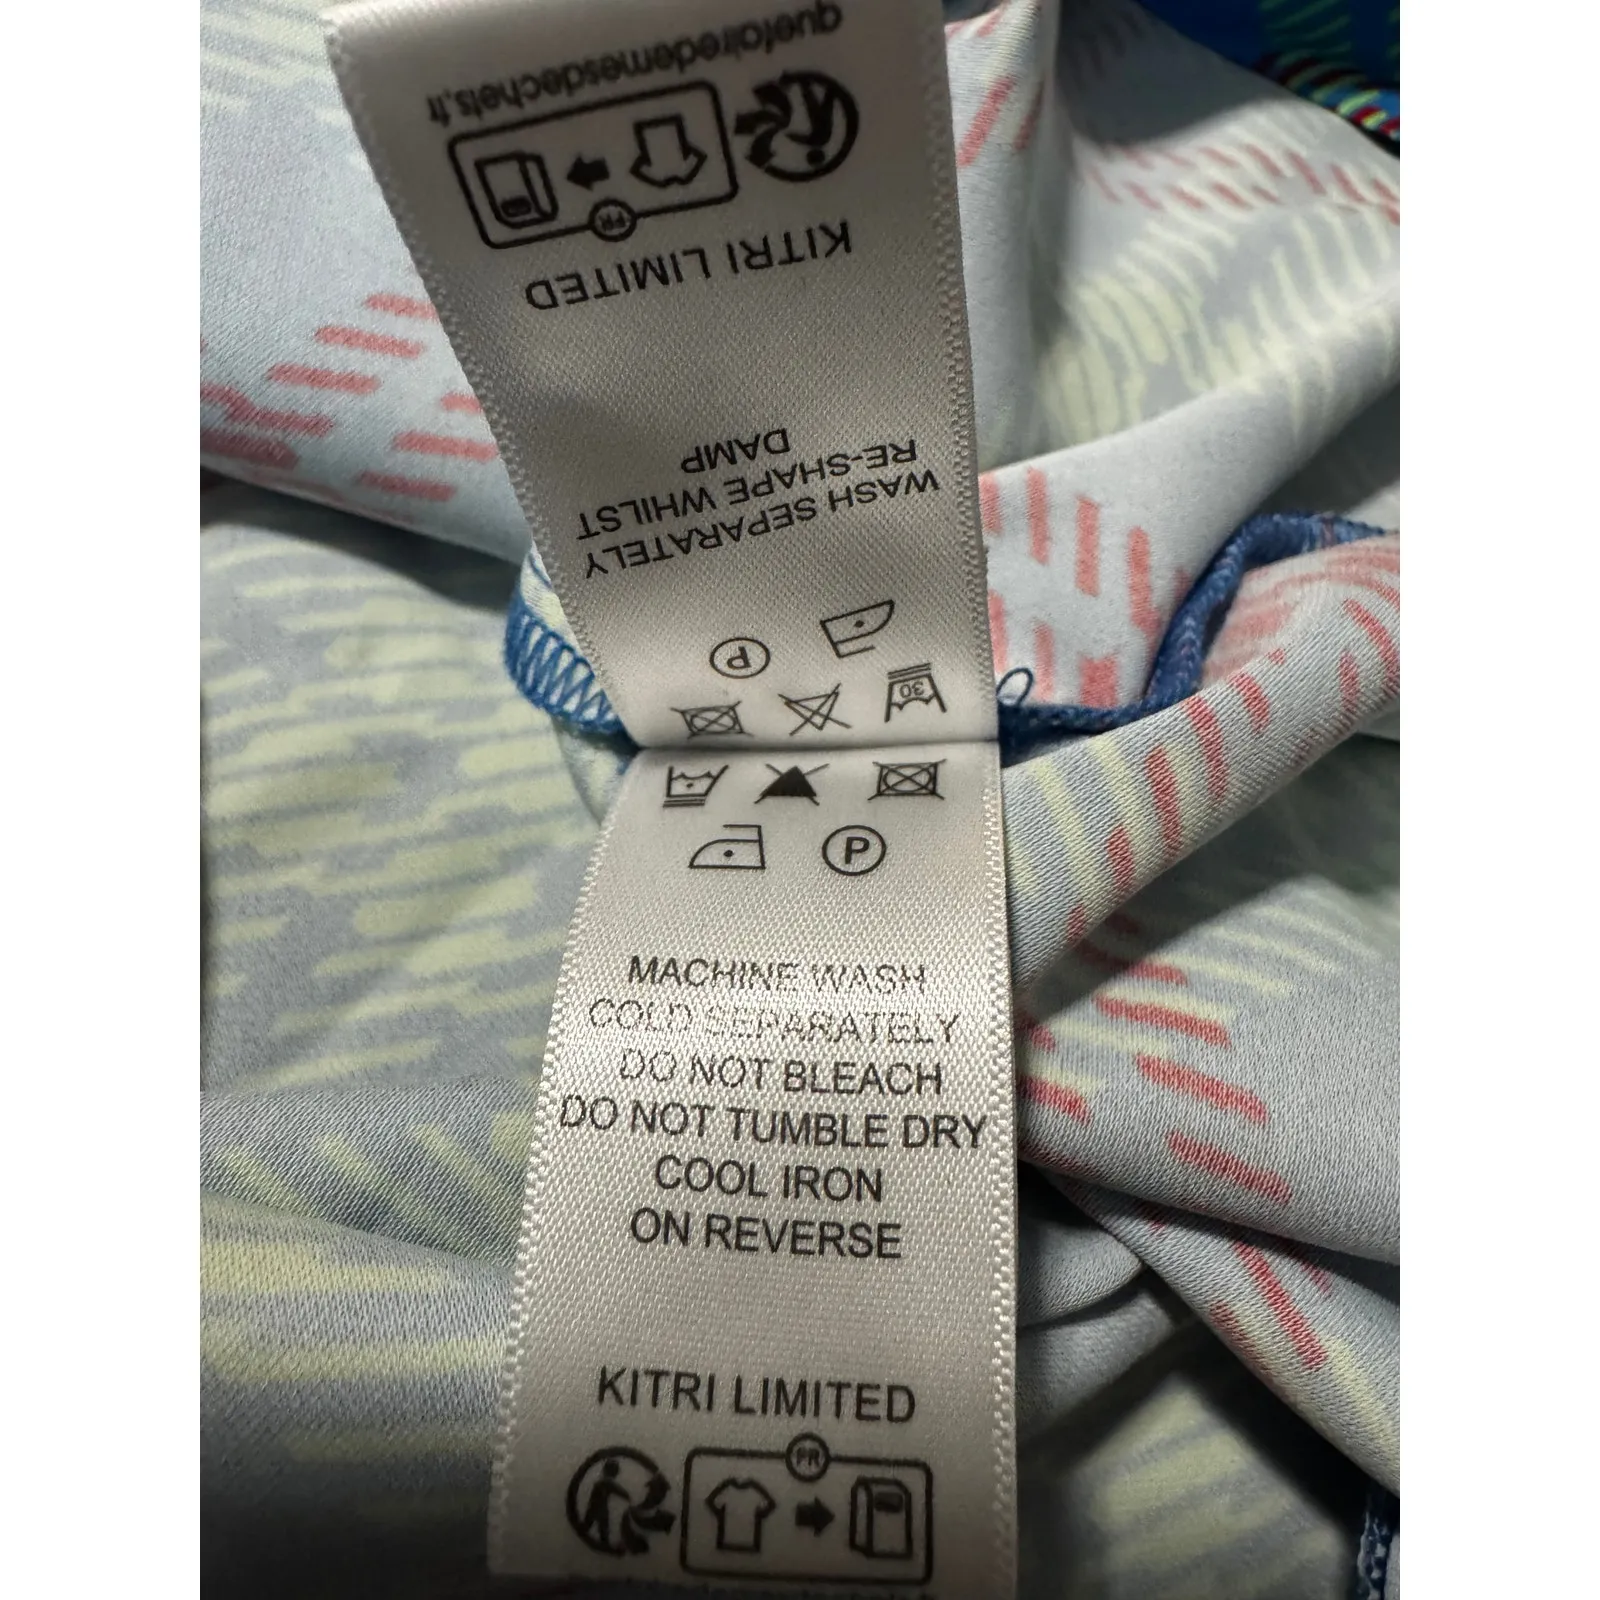 quefairedemesdechets.fr
FR
KITRI LIMITED
WASH SEPARATELY
RE-SHAPE WHILST
DAMP
P
30
P
MACHINE WASH
COLD SEPARATELY
DO NOT BLEACH
DO NOT TUMBLE DRY
COOL IRON
ON REVERSE
KITRI LIMITED
FR